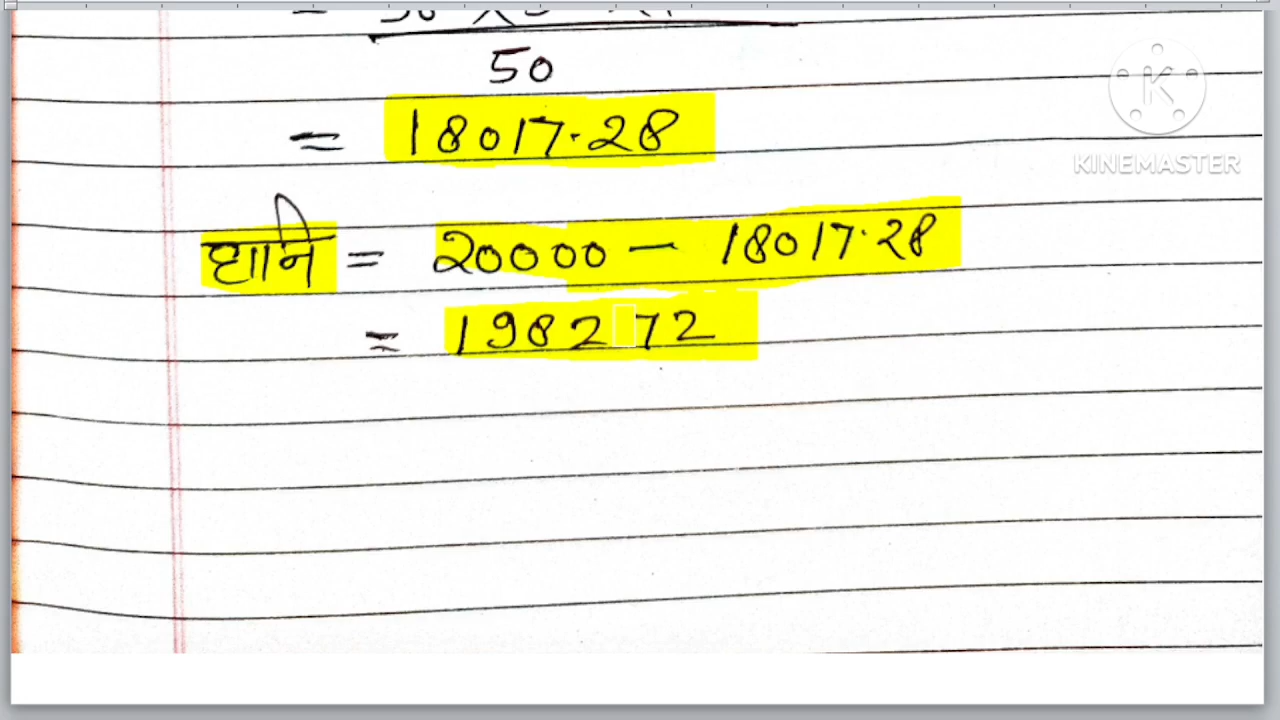 50
= 18017.28
K
KINEMASTER
हानि = 20000 - 18017.28
= 1982 72